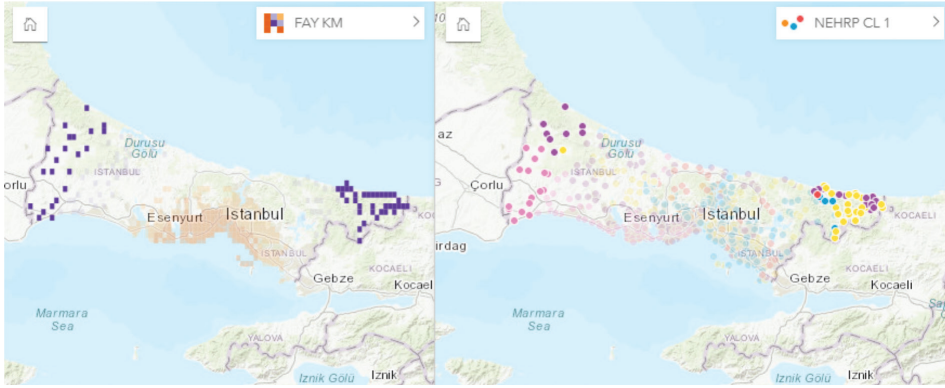 FAY KM
Durusu
Gölü
ISTANBUL
orlu
Esenyurt
Istanbul
ISTANBUL
KOCAELI
Gebze
Kocael
Marmara
Sea
YALOVA
Iznik Gölü
Iznik
NEHRP CL 1
az
Durusu
Gölü
ISTANBUL
Çorlu
Esenyurt
Istanbul
KOCAELI
ISTANBUL
irdag
KOCAELI
Gebze
Kocaeli
Marmara
Sea
YALOVA
Iznik Gölü
Iznik